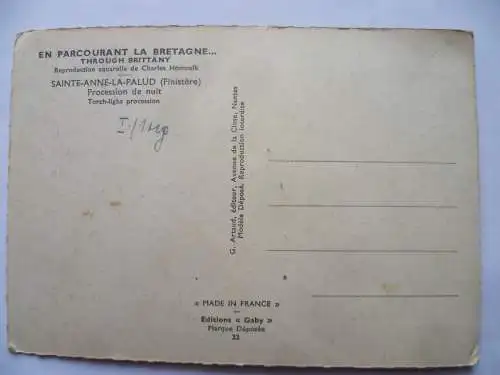 EN PARCOURANT LA BRETAGNE...
THROUGH BRITTANY
Reproduction aquarelle de Charles Homualk
SAINTE-ANNE-LA-PALUD (Finistère)
Procession de nuit
Torch-light procession
G. Artaud, éditeur, Avenue de la Close, Nantes
Modèle Déposé, Reproduction interdite
« MADE IN FRANCE »
Editions « Gaby »
Marque Déposée
22